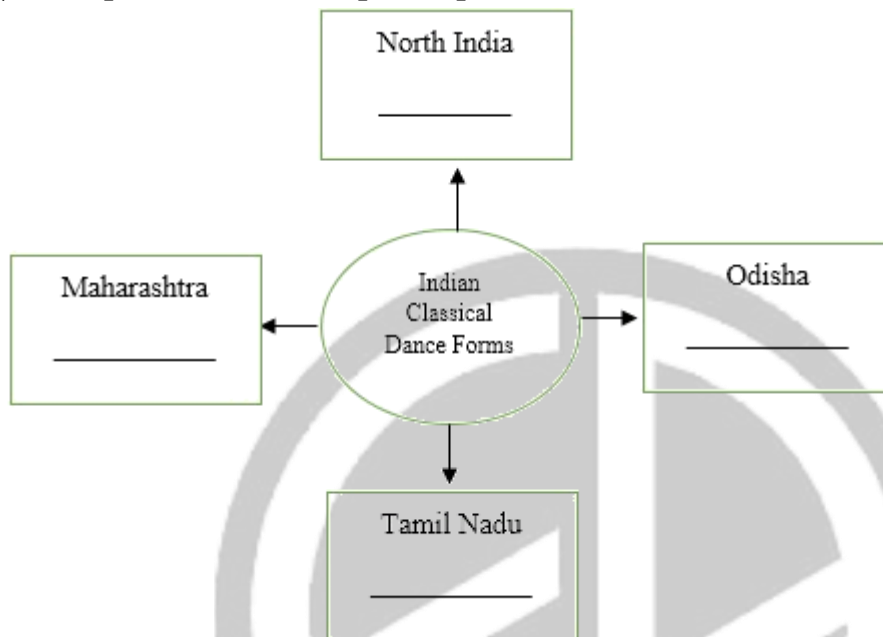 North India
Maharashtra
Indian
Classical
Dance Forms
Odisha
Tamil Nadu